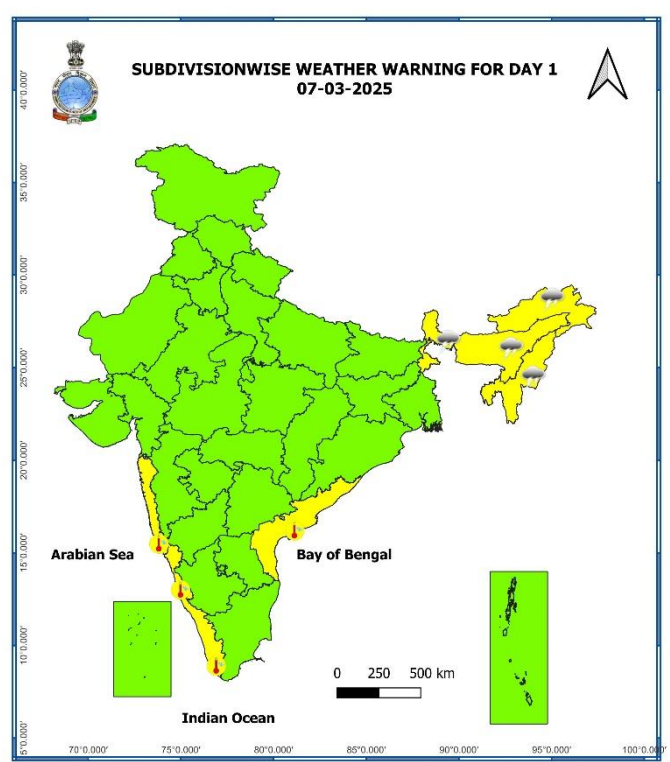 SUBDIVISIONWISE WEATHER WARNING FOR DAY 1
07-03-2025
40°0.000'
35°0.000'
30°0.000'
25°0.000'
20°0.000'
15°0.000'
10°0.000'
5°0.000'
Arabian Sea
Bay of Bengal
0 250 500 km
Indian Ocean
70°0.000' 75°0.000' 80°0.000' 85°0.000' 90°0.000' 95°0.000' 100°0.000'